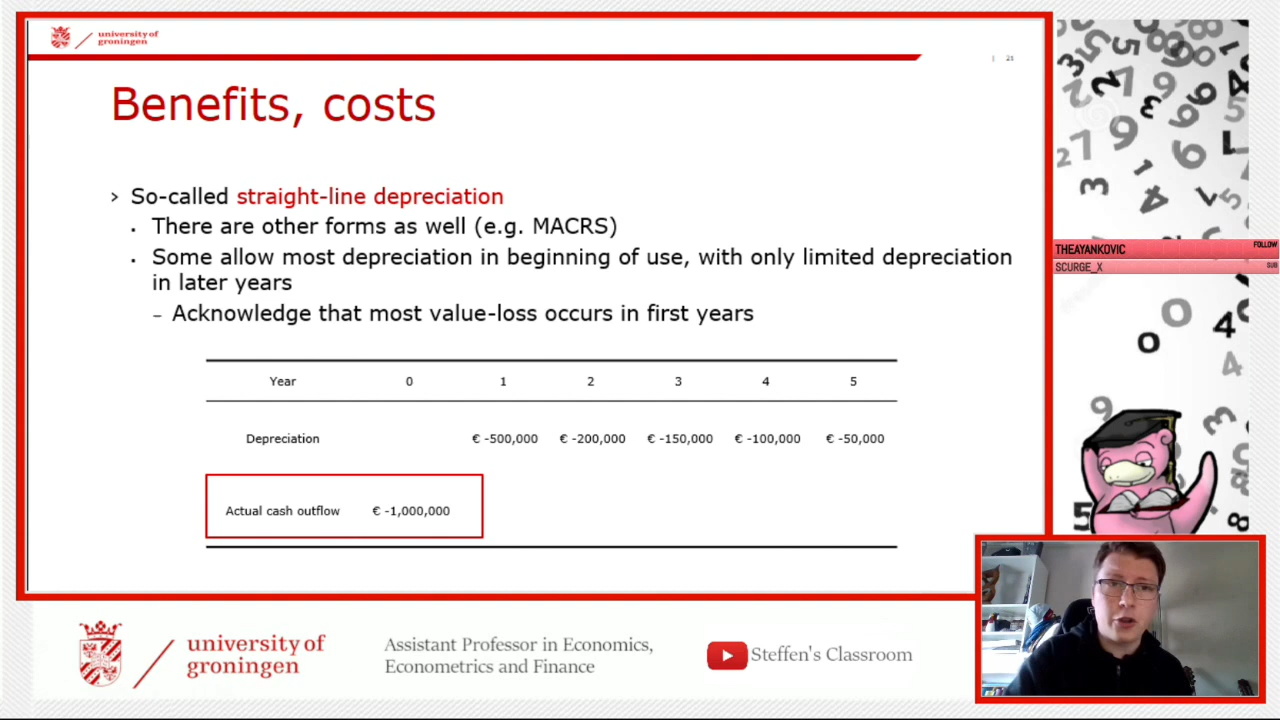 university of
groningen
| 21
Benefits, costs
› So-called straight-line depreciation
▪ There are other forms as well (e.g. MACRS)
▪ Some allow most depreciation in beginning of use, with only limited depreciation
in later years
– Acknowledge that most value-loss occurs in first years
Year 0 1 2 3 4 5
Depreciation € -500,000 € -200,000 € -150,000 € -100,000 € -50,000
Actual cash outflow € -1,000,000
THEAYANKOVIC FOLLOW
SCURGE_X SUB
university of
groningen
Assistant Professor in Economics,
Econometrics and Finance
Steffen's Classroom